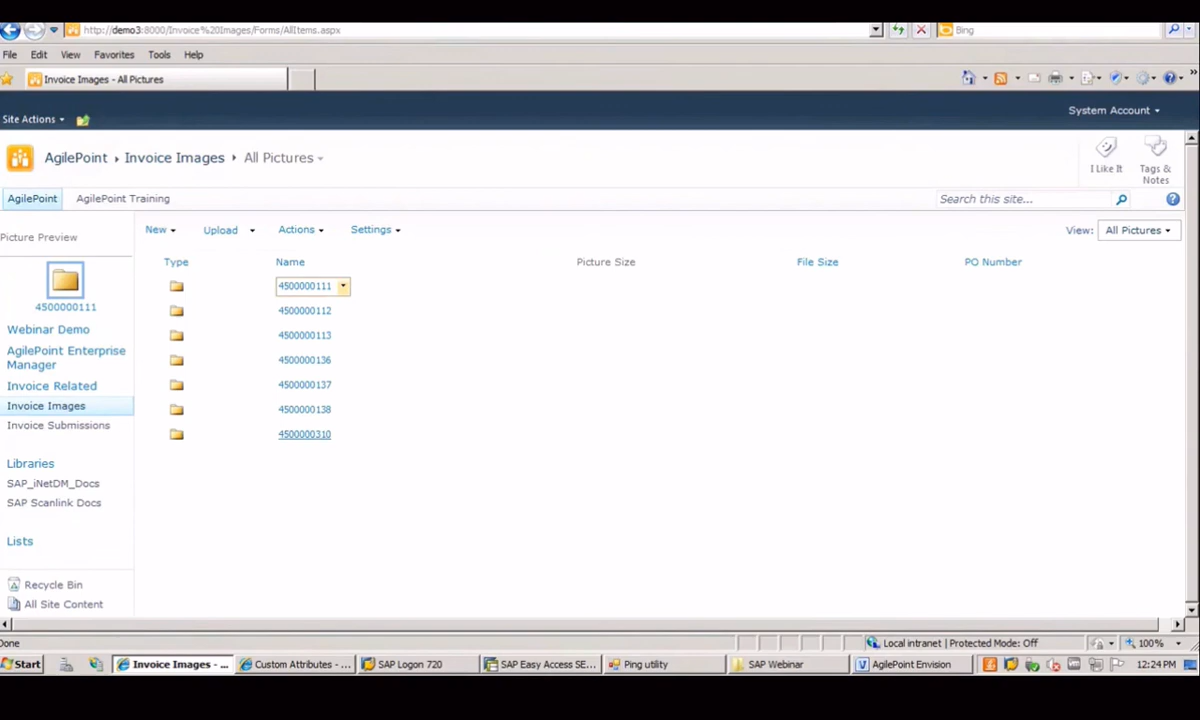 http://demo3:8000/Invoice%20Images/Forms/AllItems.aspx
Bing
File Edit View Favorites Tools Help
Invoice Images - All Pictures
System Account
Site Actions
AgilePoint Invoice Images All Pictures
I Like It
Tags & Notes
AgilePoint AgilePoint Training
Search this site...
Picture Preview
New Upload Actions Settings
View: All Pictures
Type Name Picture Size File Size PO Number
4500000111
4500000112
4500000113
4500000136
4500000137
4500000138
4500000310
4500000111
Webinar Demo
AgilePoint Enterprise
Manager
Invoice Related
Invoice Images
Invoice Submissions
Libraries
SAP_iNetDM_Docs
SAP Scanlink Docs
Lists
Recycle Bin
All Site Content
Done
Local intranet | Protected Mode: Off
100%
Start
Invoice Images - ...
Custom Attributes - ...
SAP Logon 720
SAP Easy Access SE...
Ping utility
SAP Webinar
AgilePoint Envision
12:24 PM